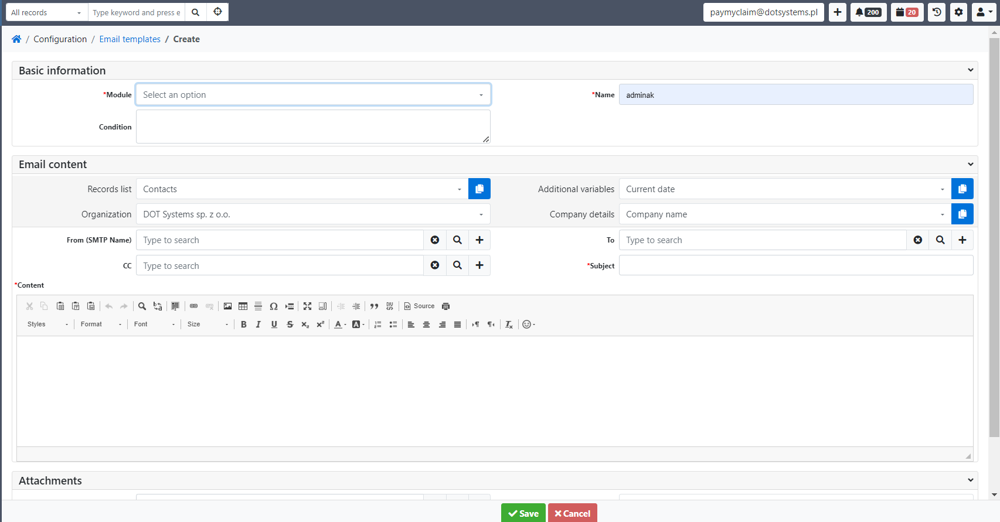 All records Type keyword and press e paymyclaim@dotsystems.pl 200 20
/ Configuration / Email templates / Create
Basic information
*Module Select an option *Name adminak
Condition
Email content
Records list Contacts Additional variables Current date
Organization DOT Systems sp. z o.o. Company details Company name
From (SMTP Name) Type to search To Type to search
CC Type to search *Subject
*Content
Source
Styles Format Font Size
Attachments
Save Cancel